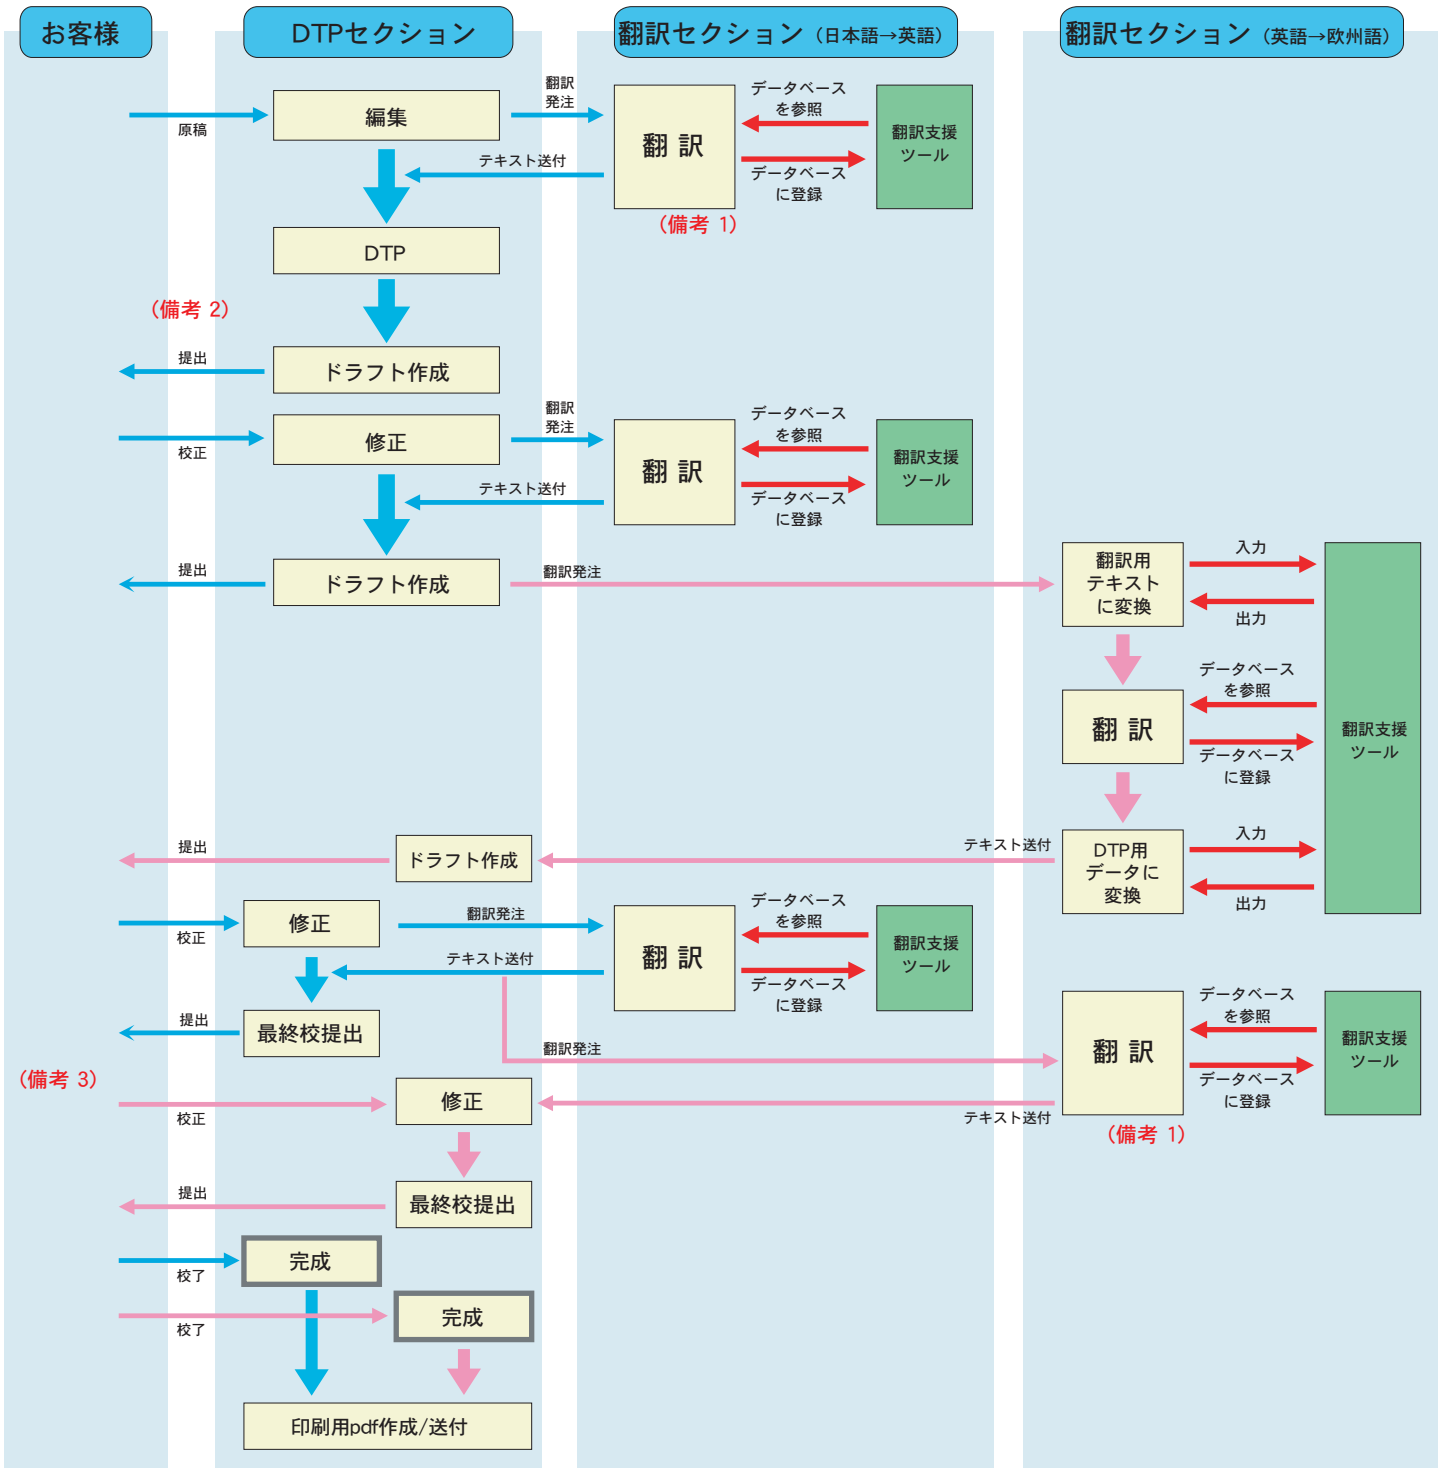 お客様
DTPセクション
翻訳セクション（日本語→英語）
翻訳セクション（英語→欧州語）
原稿
編集
翻訳
発注
翻 訳
データベース
を参照
データベース
に登録
翻訳支援
ツール
テキスト送付
（備考 1）
DTP
（備考 2）
提出
ドラフト作成
校正
修正
翻訳
発注
翻 訳
データベース
を参照
データベース
に登録
翻訳支援
ツール
テキスト送付
提出
ドラフト作成
翻訳発注
翻訳用
テキスト
に変換
入力
出力
翻 訳
データベース
を参照
データベース
に登録
翻訳支援
ツール
DTP用
データに
変換
入力
出力
テキスト送付
ドラフト作成
提出
校正
修正
翻訳発注
翻 訳
データベース
を参照
データベース
に登録
翻訳支援
ツール
テキスト送付
提出
最終校提出
翻訳発注
翻 訳
データベース
を参照
データベース
に登録
翻訳支援
ツール
（備考 1）
（備考 3）
校正
修正
テキスト送付
提出
最終校提出
校了
完成
校了
完成
印刷用pdf作成/送付